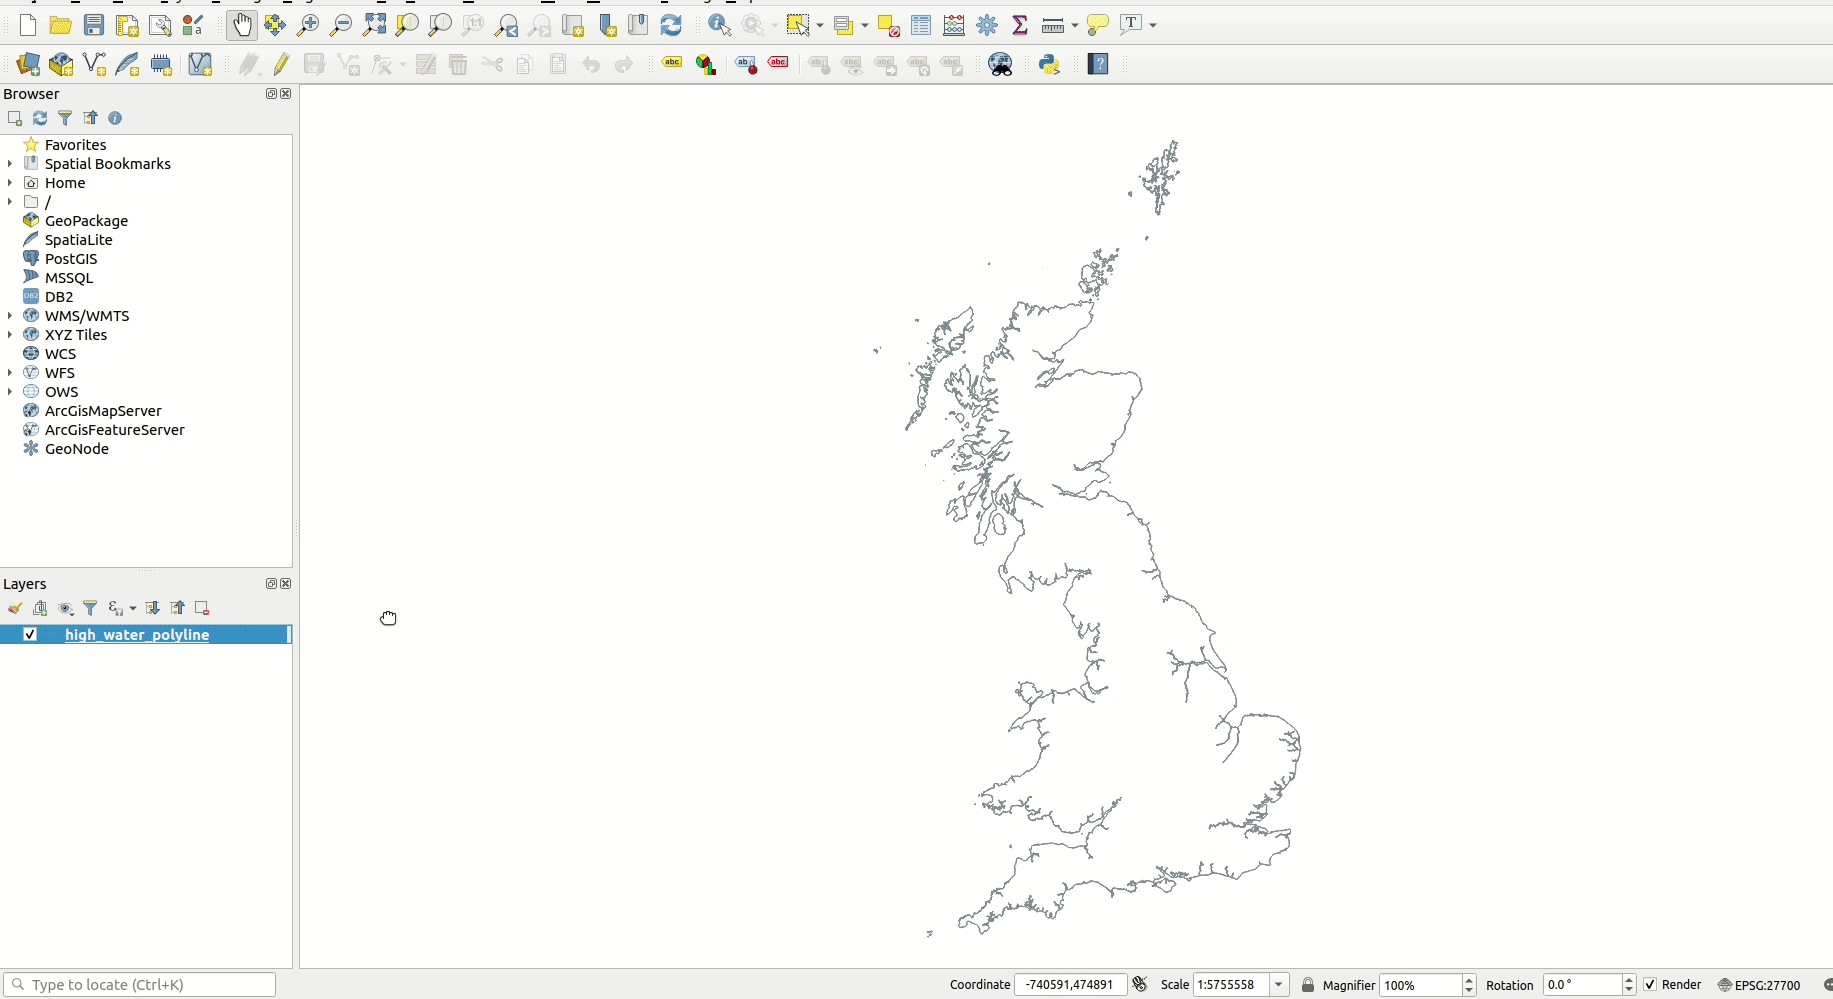 Browser
Favorites
Spatial Bookmarks
Home
/
GeoPackage
SpatiaLite
PostGIS
MSSQL
DB2
WMS/WMTS
XYZ Tiles
WCS
WFS
OWS
ArcGisMapServer
ArcGisFeatureServer
GeoNode
Layers
high_water_polyline
Type to locate (Ctrl+K)
Coordinate -740591,474891 Scale 1:5755558 Magnifier 100% Rotation 0.0° Render EPSG:27700